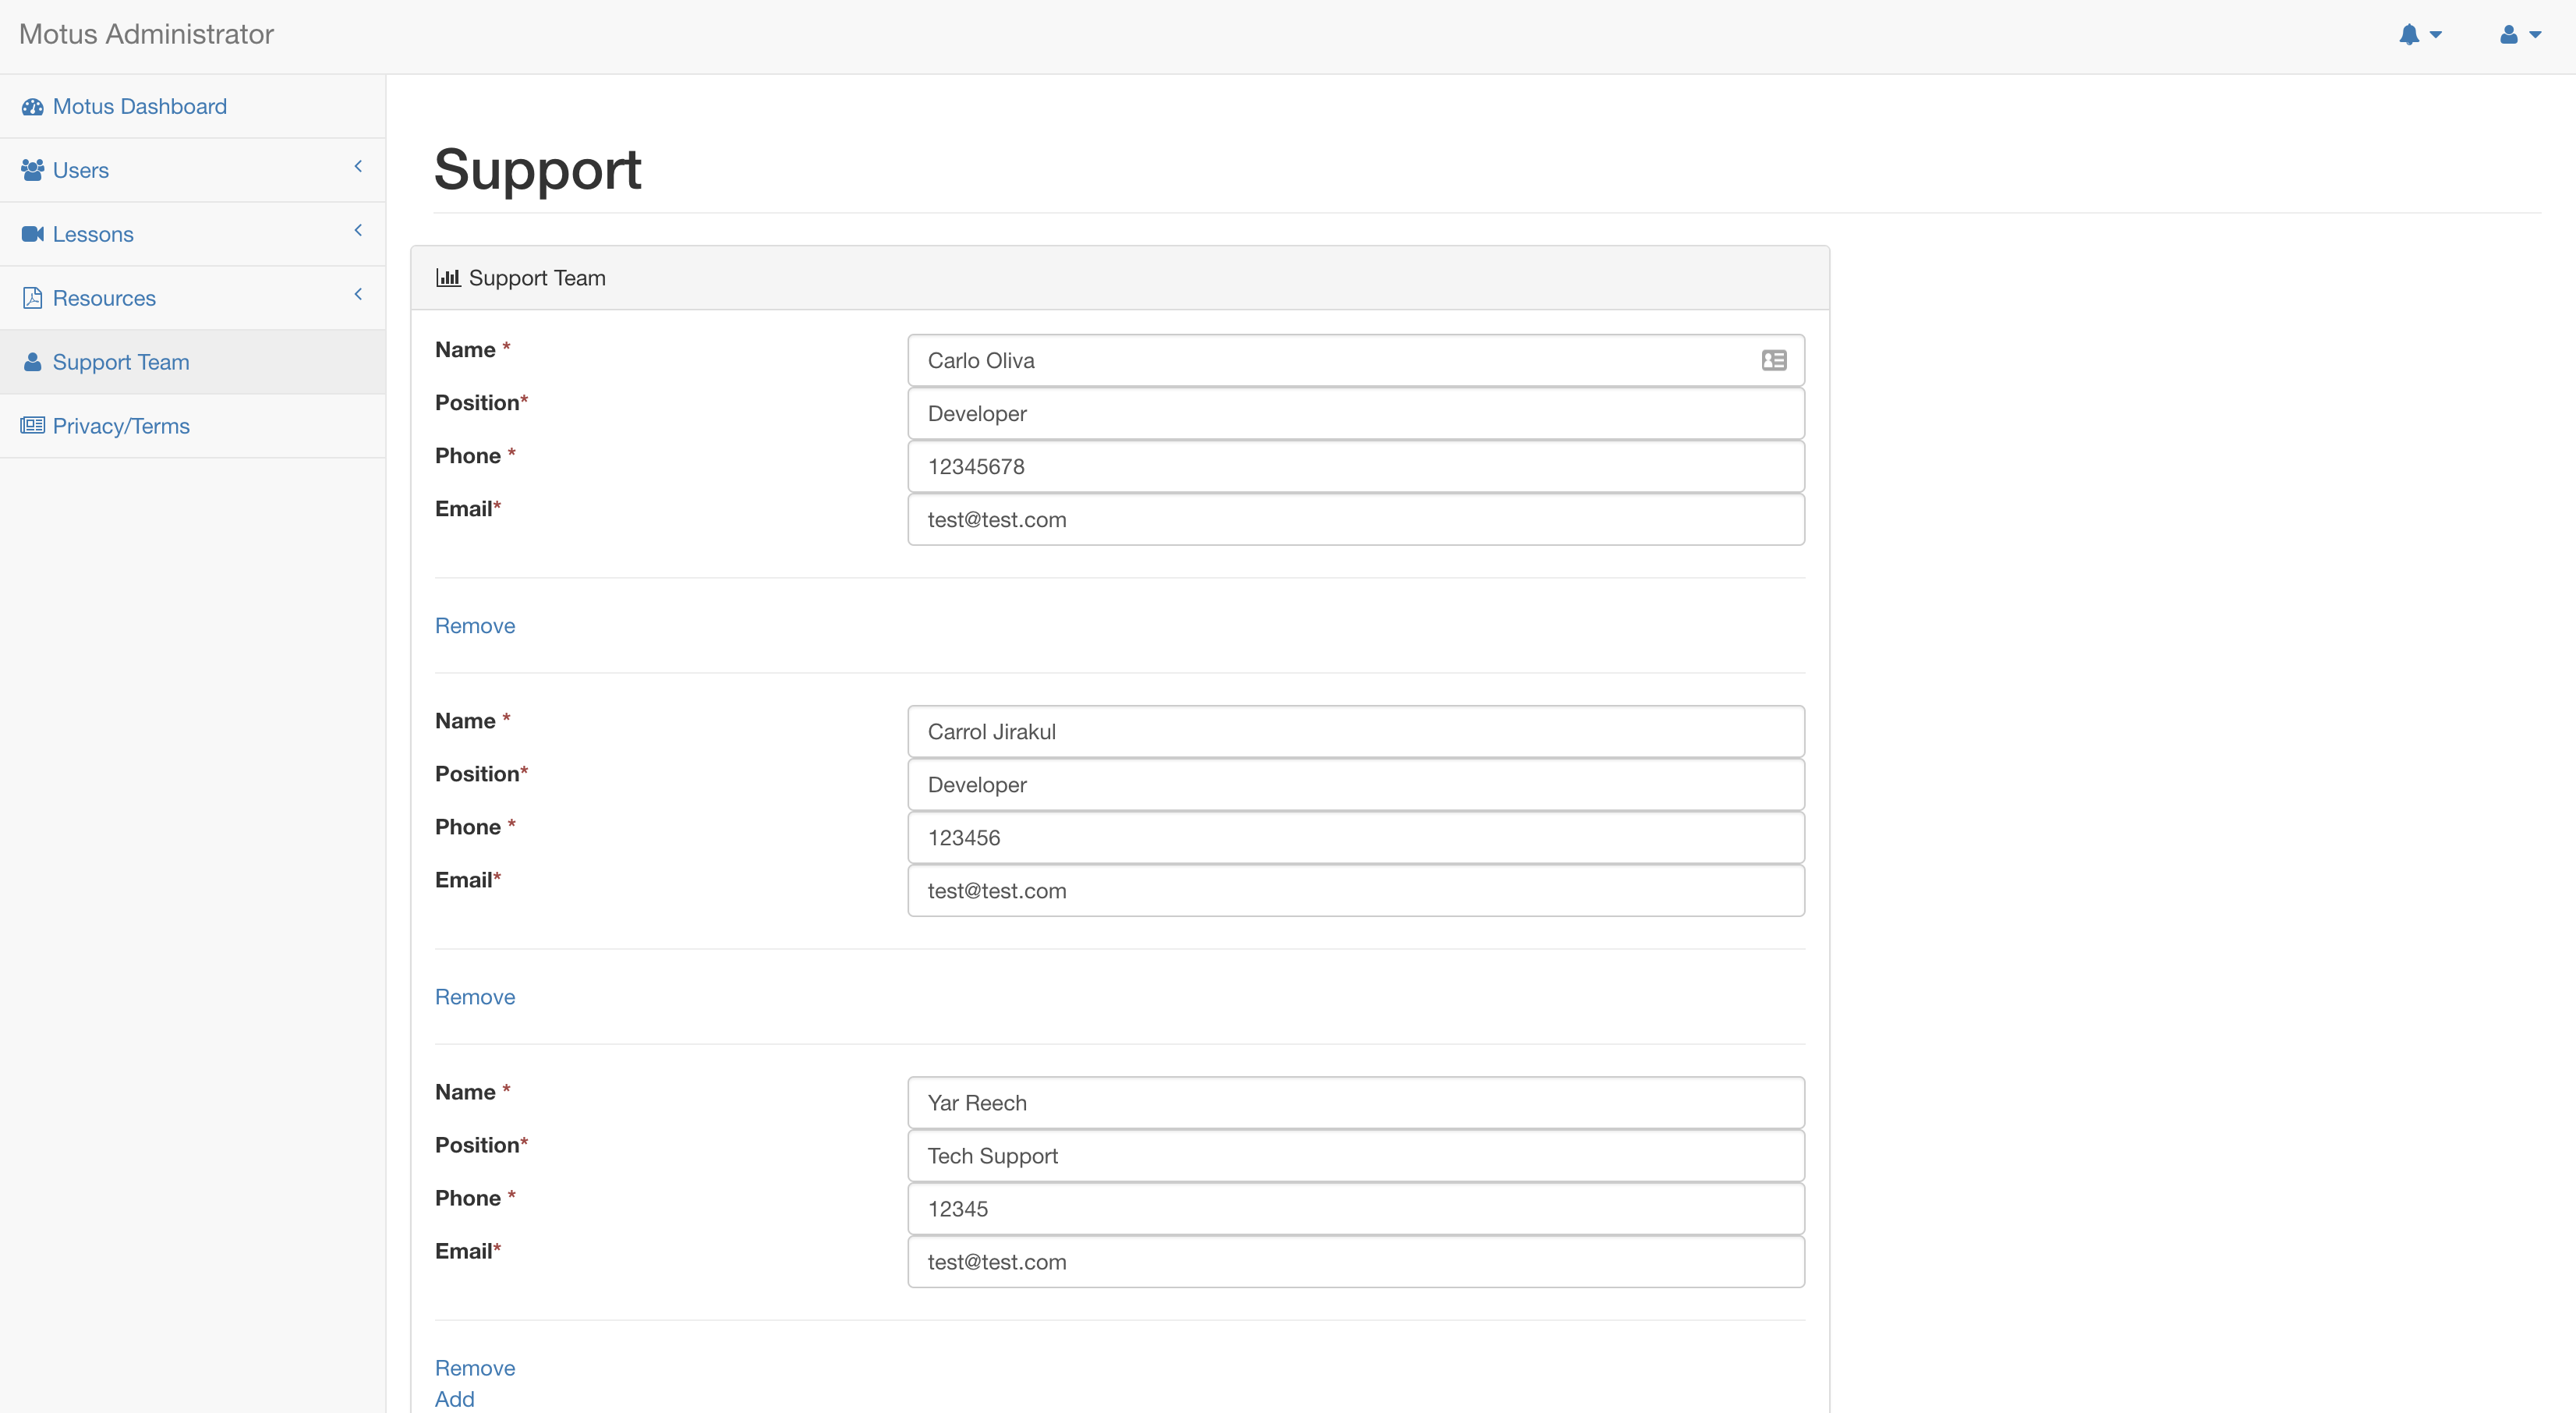 Motus Administrator
Motus Dashboard
Users
Lessons
Resources
Support Team
Privacy/Terms
Support
Support Team
Name * Carlo Oliva
Position* Developer
Phone * 12345678
Email* test@test.com
Remove
Name * Carrol Jirakul
Position* Developer
Phone * 123456
Email* test@test.com
Remove
Name * Yar Reech
Position* Tech Support
Phone * 12345
Email* test@test.com
Remove
Add